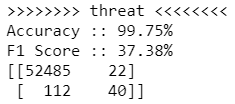 >>>>>>>> threat <<<<<<<<
Accuracy :: 99.75%
F1 Score :: 37.38%
[[52485    22]
 [  112    40]]